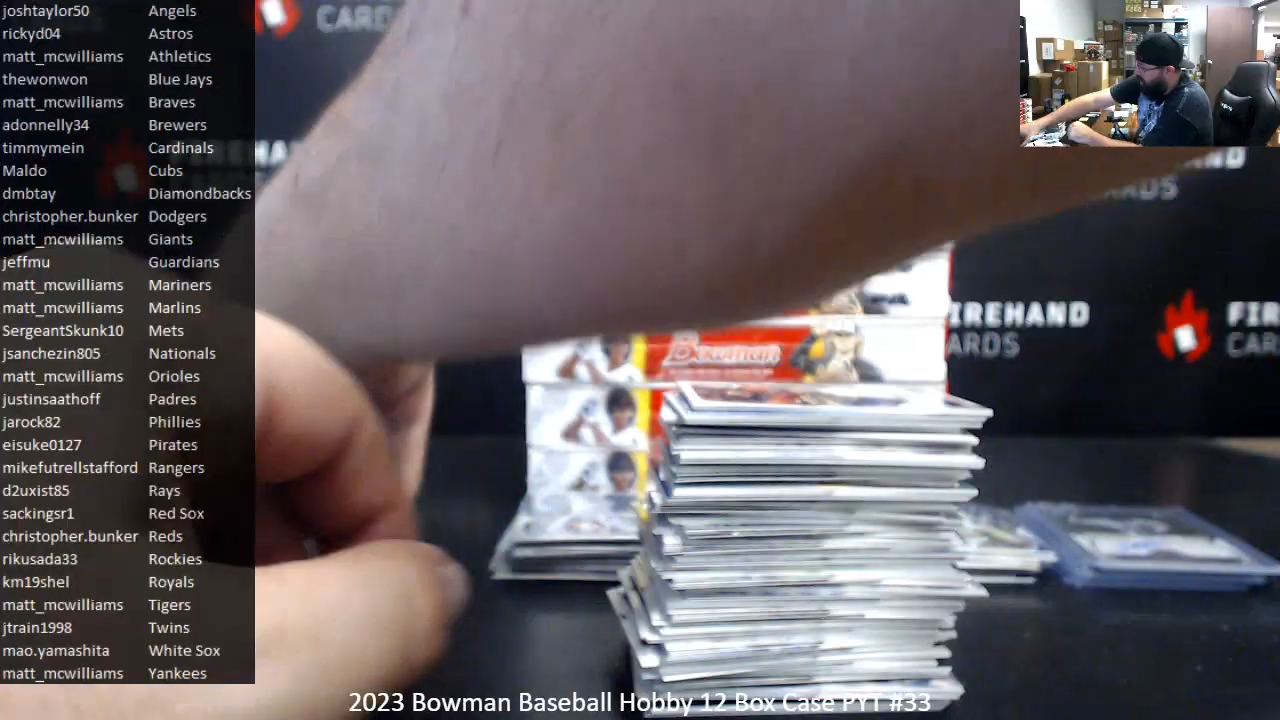 joshtaylor50 Angels
rickyd04 Astros
matt_mcwilliams Athletics
thewonwon Blue Jays
matt_mcwilliams Braves
adonnelly34 Brewers
timmymein Cardinals
Maldo Cubs
dmbtay Diamondbacks
christopher.bunker Dodgers
matt_mcwilliams Giants
jeffmu Guardians
matt_mcwilliams Mariners
matt_mcwilliams Marlins
SergeantSkunk10 Mets
jsanchezin805 Nationals
matt_mcwilliams Orioles
justinsaathoff Padres
jarock82 Phillies
eisuke0127 Pirates
mikefutrellstafford Rangers
d2uxist85 Rays
sackingsr1 Red Sox
christopher.bunker Reds
rikusada33 Rockies
km19shel Royals
matt_mcwilliams Tigers
jtrain1998 Twins
mao.yamashita White Sox
matt_mcwilliams Yankees
CARD
CARDS
FIREHAND
CARDS
FIR
CAR
Bowman
2023 Bowman Baseball Hobby 12 Box Case PYT #33